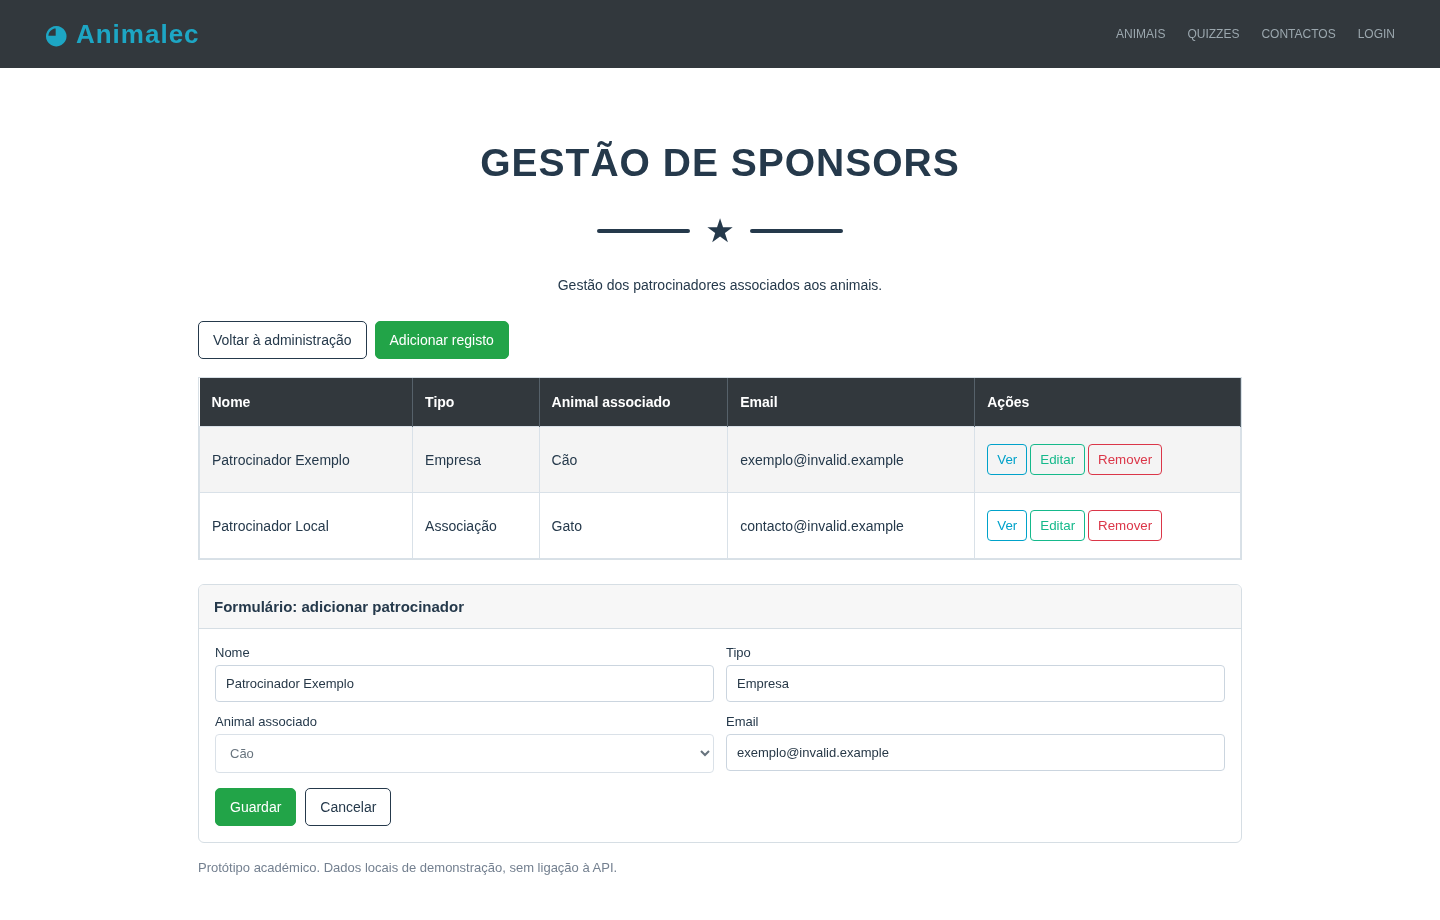 Animalec
ANIMAIS QUIZZES CONTACTOS LOGIN
GESTÃO DE SPONSORS
Gestão dos patrocinadores associados aos animais.
Voltar à administração Adicionar registo
Nome Tipo Animal associado Email Ações
Patrocinador Exemplo Empresa Cão exemplo@invalid.example Ver Editar Remover
Patrocinador Local Associação Gato contacto@invalid.example Ver Editar Remover
Formulário: adicionar patrocinador
Nome Tipo
Patrocinador Exemplo Empresa
Animal associado Email
Cão exemplo@invalid.example
Guardar Cancelar
Protótipo académico. Dados locais de demonstração, sem ligação à API.